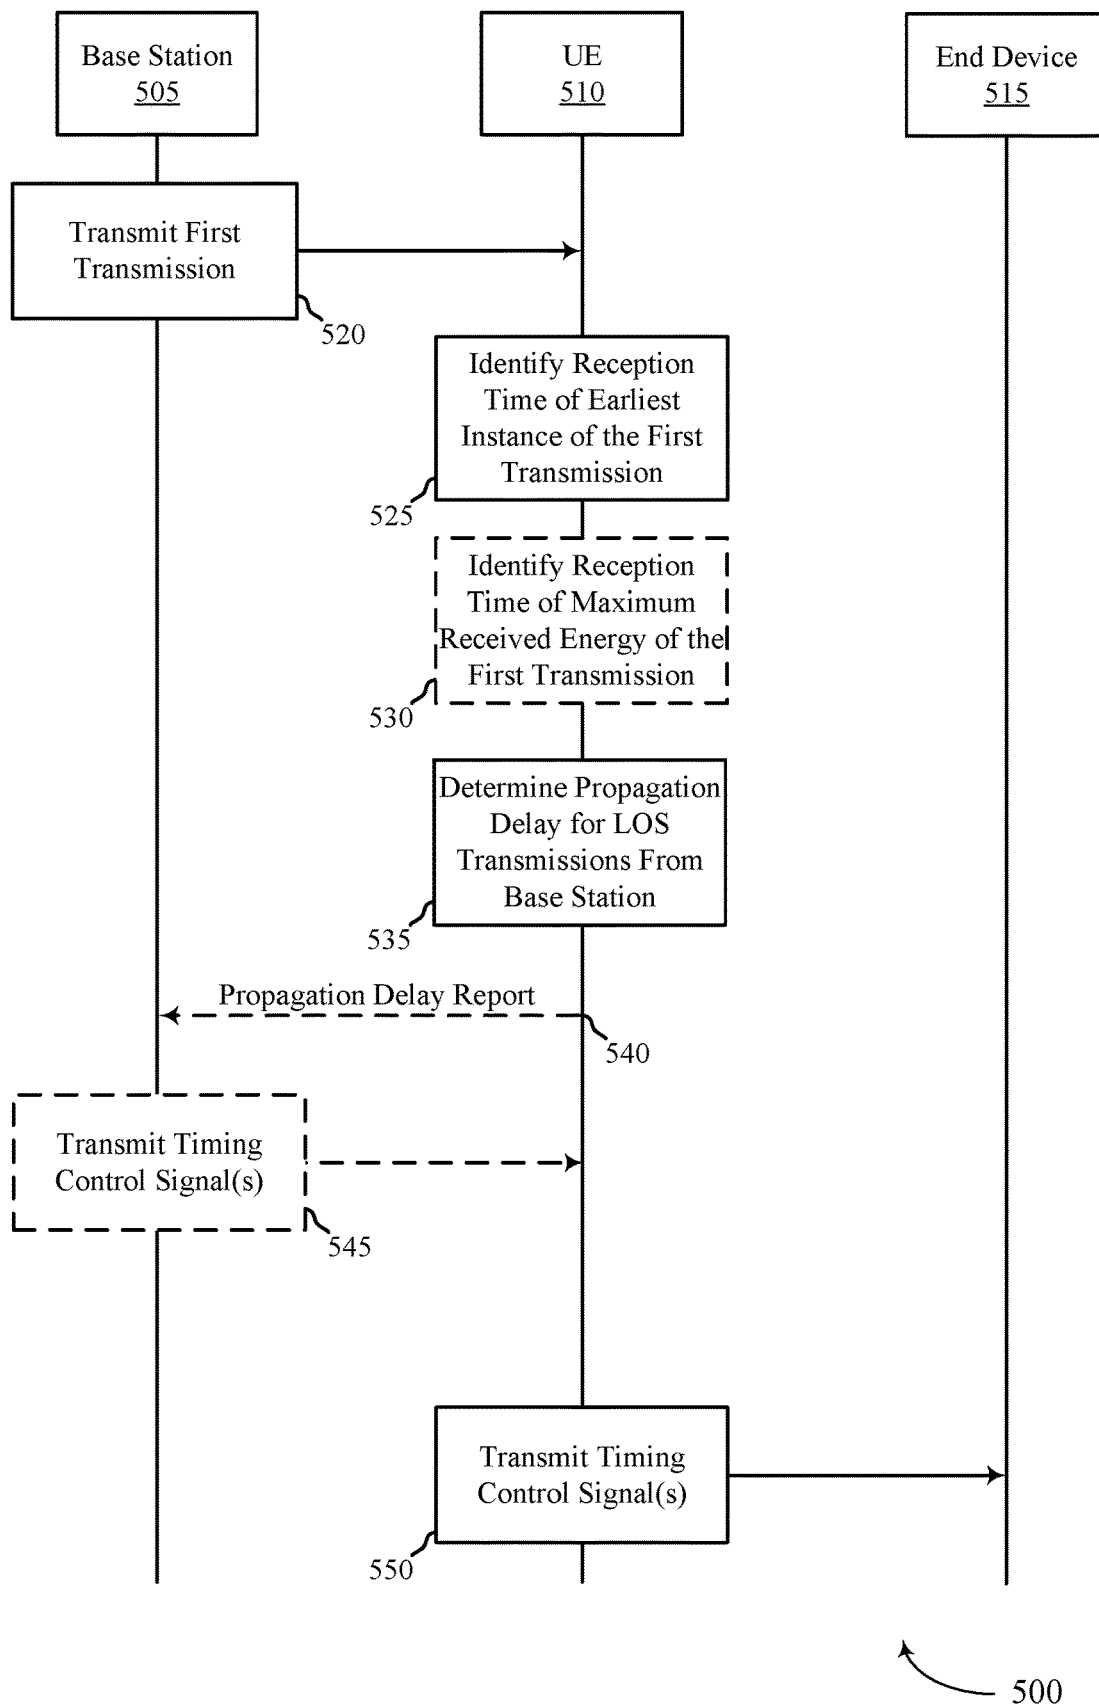 Base Station
505
UE
510
End Device
515
Transmit First
Transmission
520
Identify Reception
Time of Earliest
Instance of the First
Transmission
525
Identify Reception
Time of Maximum
Received Energy of the
First Transmission
530
Determine Propagation
Delay for LOS
Transmissions From
Base Station
535
Propagation Delay Report
540
Transmit Timing
Control Signal(s)
545
Transmit Timing
Control Signal(s)
550
500